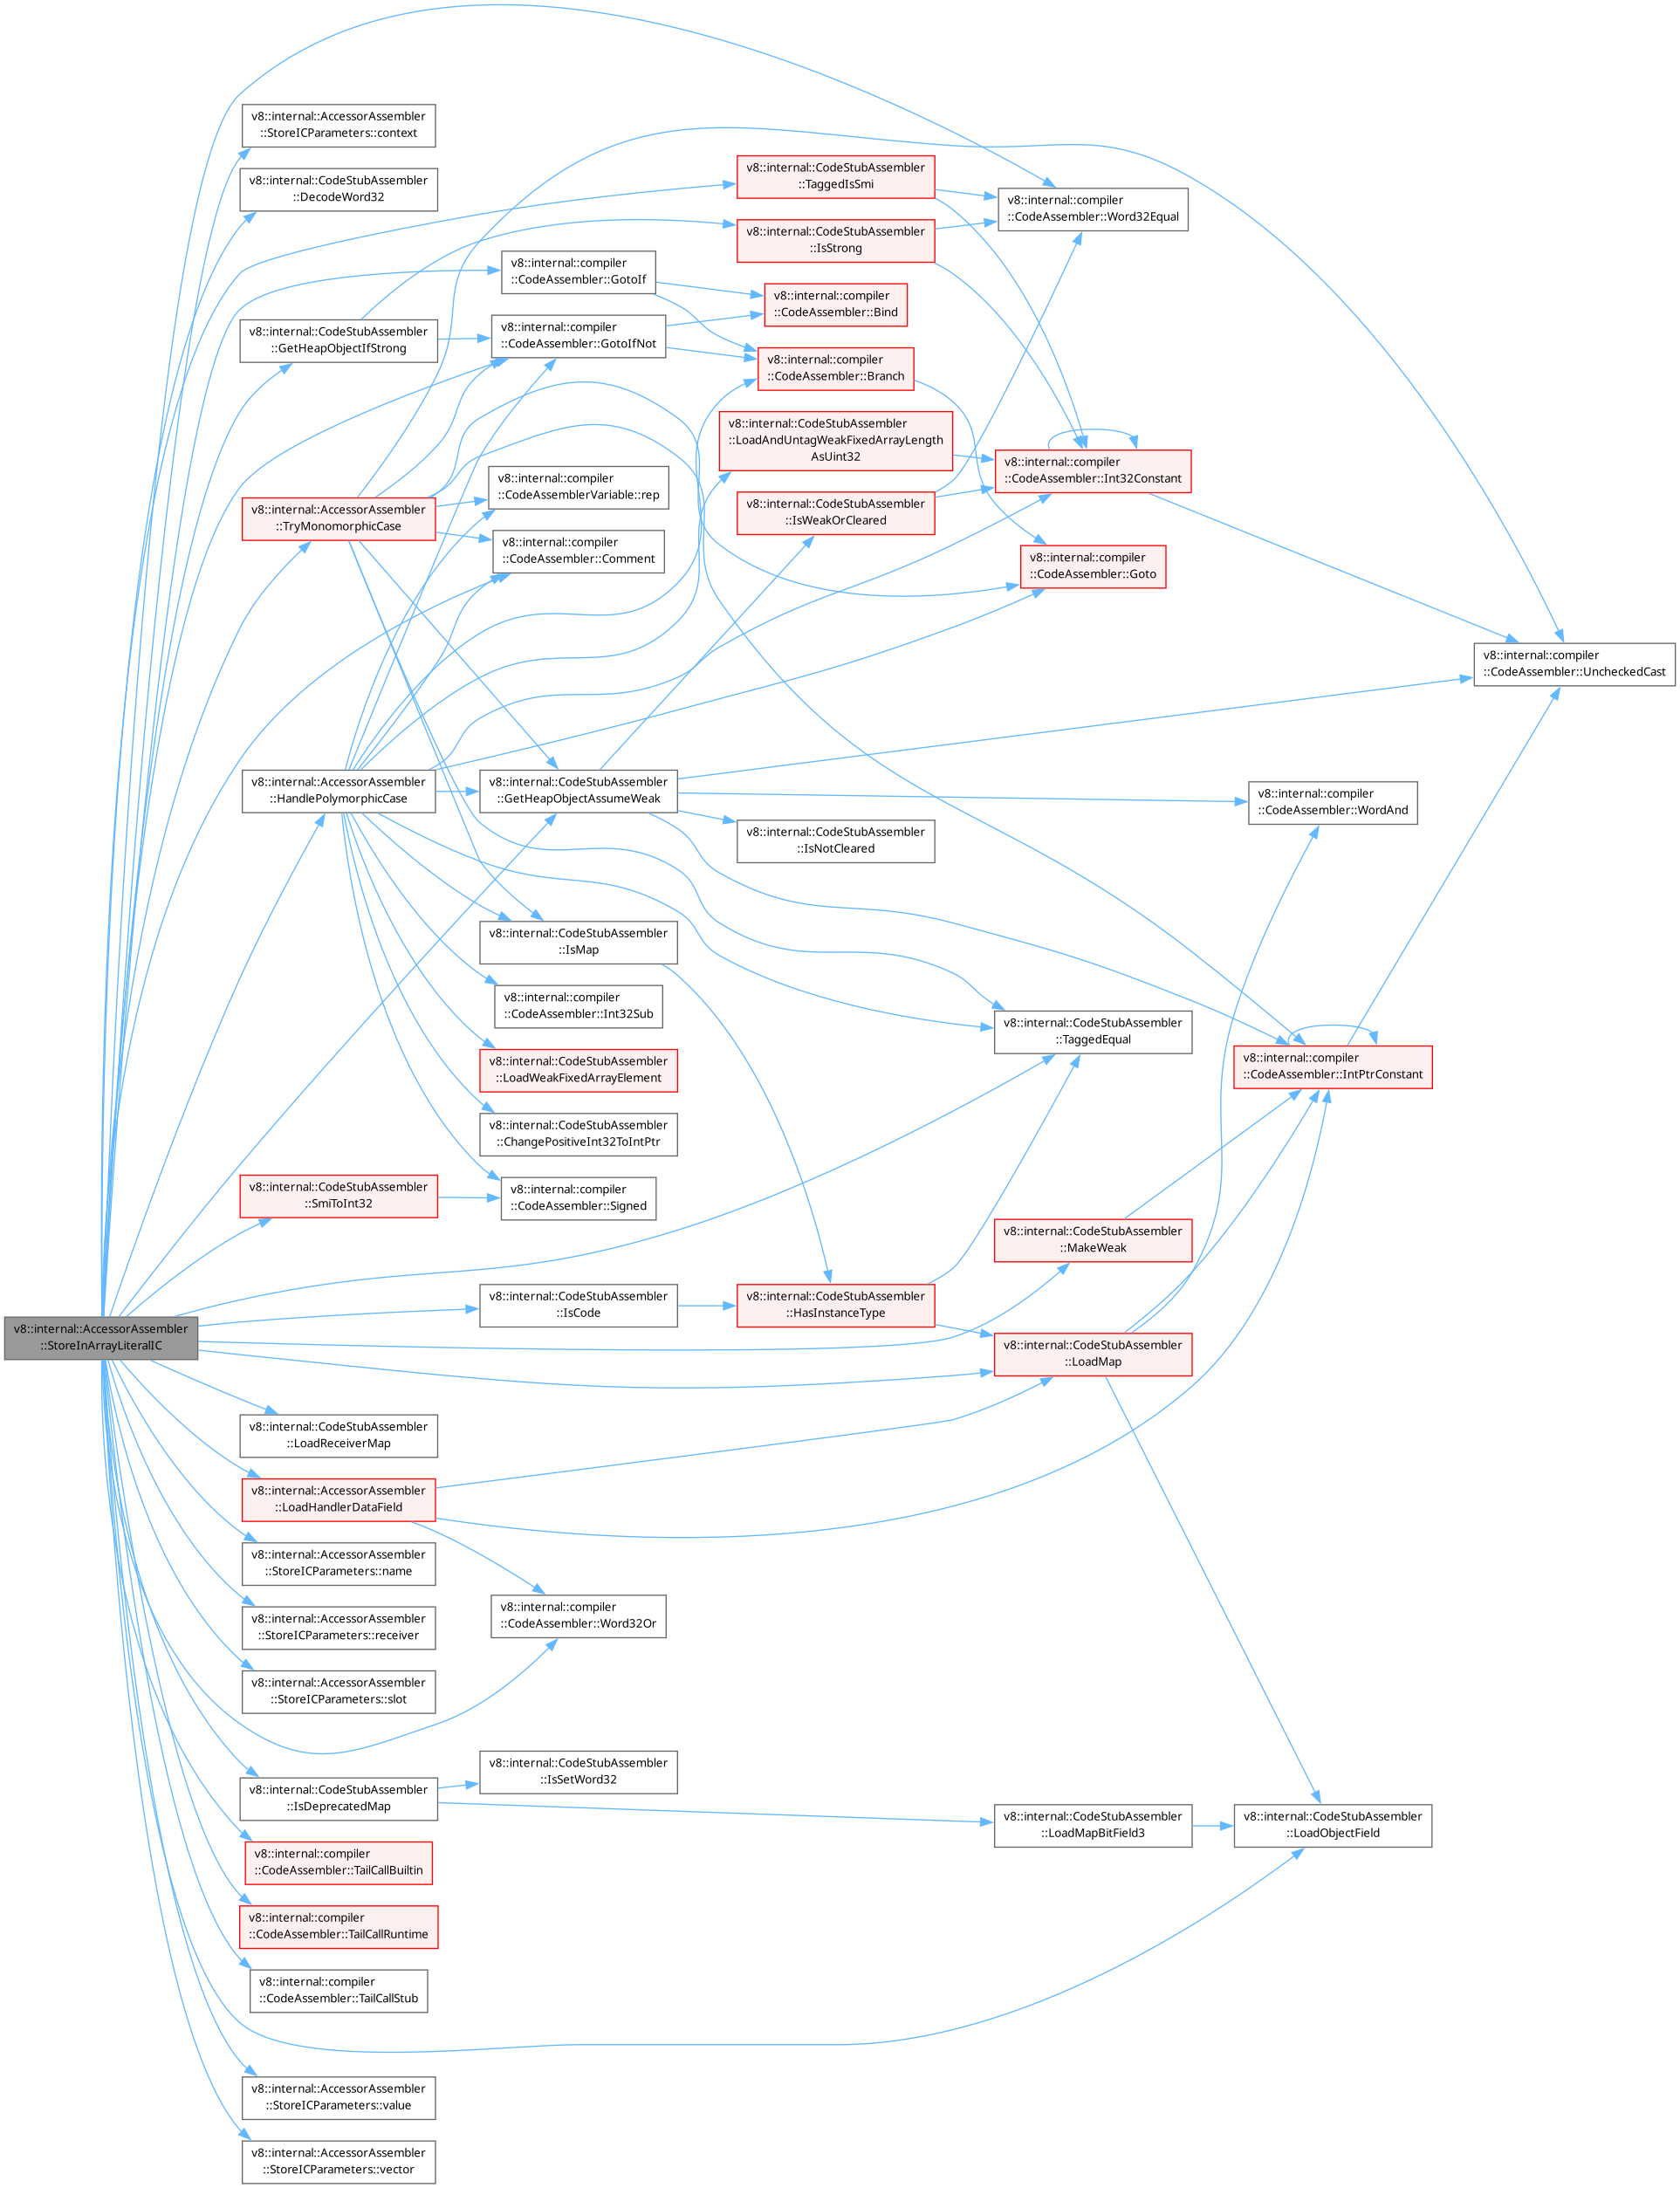 v8::internal::AccessorAssembler
::StoreICParameters::context
v8::internal::CodeStubAssembler
::DecodeWord32
v8::internal::CodeStubAssembler
::TaggedIsSmi
v8::internal::compiler
::CodeAssembler::Word32Equal
v8::internal::CodeStubAssembler
::IsStrong
v8::internal::compiler
::CodeAssembler::GotoIf
v8::internal::compiler
::CodeAssembler::Bind
v8::internal::CodeStubAssembler
::GetHeapObjectIfStrong
v8::internal::compiler
::CodeAssembler::GotoIfNot
v8::internal::compiler
::CodeAssembler::Branch
v8::internal::CodeStubAssembler
::LoadAndUntagWeakFixedArrayLength
AsUint32
v8::internal::compiler
::CodeAssembler::Int32Constant
v8::internal::compiler
::CodeAssemblerVariable::rep
v8::internal::AccessorAssembler
::TryMonomorphicCase
v8::internal::CodeStubAssembler
::IsWeakOrCleared
v8::internal::compiler
::CodeAssembler::Comment
v8::internal::compiler
::CodeAssembler::Goto
v8::internal::compiler
::CodeAssembler::UncheckedCast
v8::internal::AccessorAssembler
::HandlePolymorphicCase
v8::internal::CodeStubAssembler
::GetHeapObjectAssumeWeak
v8::internal::compiler
::CodeAssembler::WordAnd
v8::internal::CodeStubAssembler
::IsNotCleared
v8::internal::CodeStubAssembler
::IsMap
v8::internal::compiler
::CodeAssembler::Int32Sub
v8::internal::CodeStubAssembler
::TaggedEqual
v8::internal::CodeStubAssembler
::LoadWeakFixedArrayElement
v8::internal::compiler
::CodeAssembler::IntPtrConstant
v8::internal::CodeStubAssembler
::ChangePositiveInt32ToIntPtr
v8::internal::CodeStubAssembler
::SmiToInt32
v8::internal::compiler
::CodeAssembler::Signed
v8::internal::CodeStubAssembler
::MakeWeak
v8::internal::CodeStubAssembler
::IsCode
v8::internal::CodeStubAssembler
::HasInstanceType
v8::internal::AccessorAssembler
::StoreInArrayLiteralIC
v8::internal::CodeStubAssembler
::LoadMap
v8::internal::CodeStubAssembler
::LoadReceiverMap
v8::internal::AccessorAssembler
::LoadHandlerDataField
v8::internal::AccessorAssembler
::StoreICParameters::name
v8::internal::compiler
::CodeAssembler::Word32Or
v8::internal::AccessorAssembler
::StoreICParameters::receiver
v8::internal::AccessorAssembler
::StoreICParameters::slot
v8::internal::CodeStubAssembler
::IsSetWord32
v8::internal::CodeStubAssembler
::IsDeprecatedMap
v8::internal::CodeStubAssembler
::LoadMapBitField3
v8::internal::CodeStubAssembler
::LoadObjectField
v8::internal::compiler
::CodeAssembler::TailCallBuiltin
v8::internal::compiler
::CodeAssembler::TailCallRuntime
v8::internal::compiler
::CodeAssembler::TailCallStub
v8::internal::AccessorAssembler
::StoreICParameters::value
v8::internal::AccessorAssembler
::StoreICParameters::vector